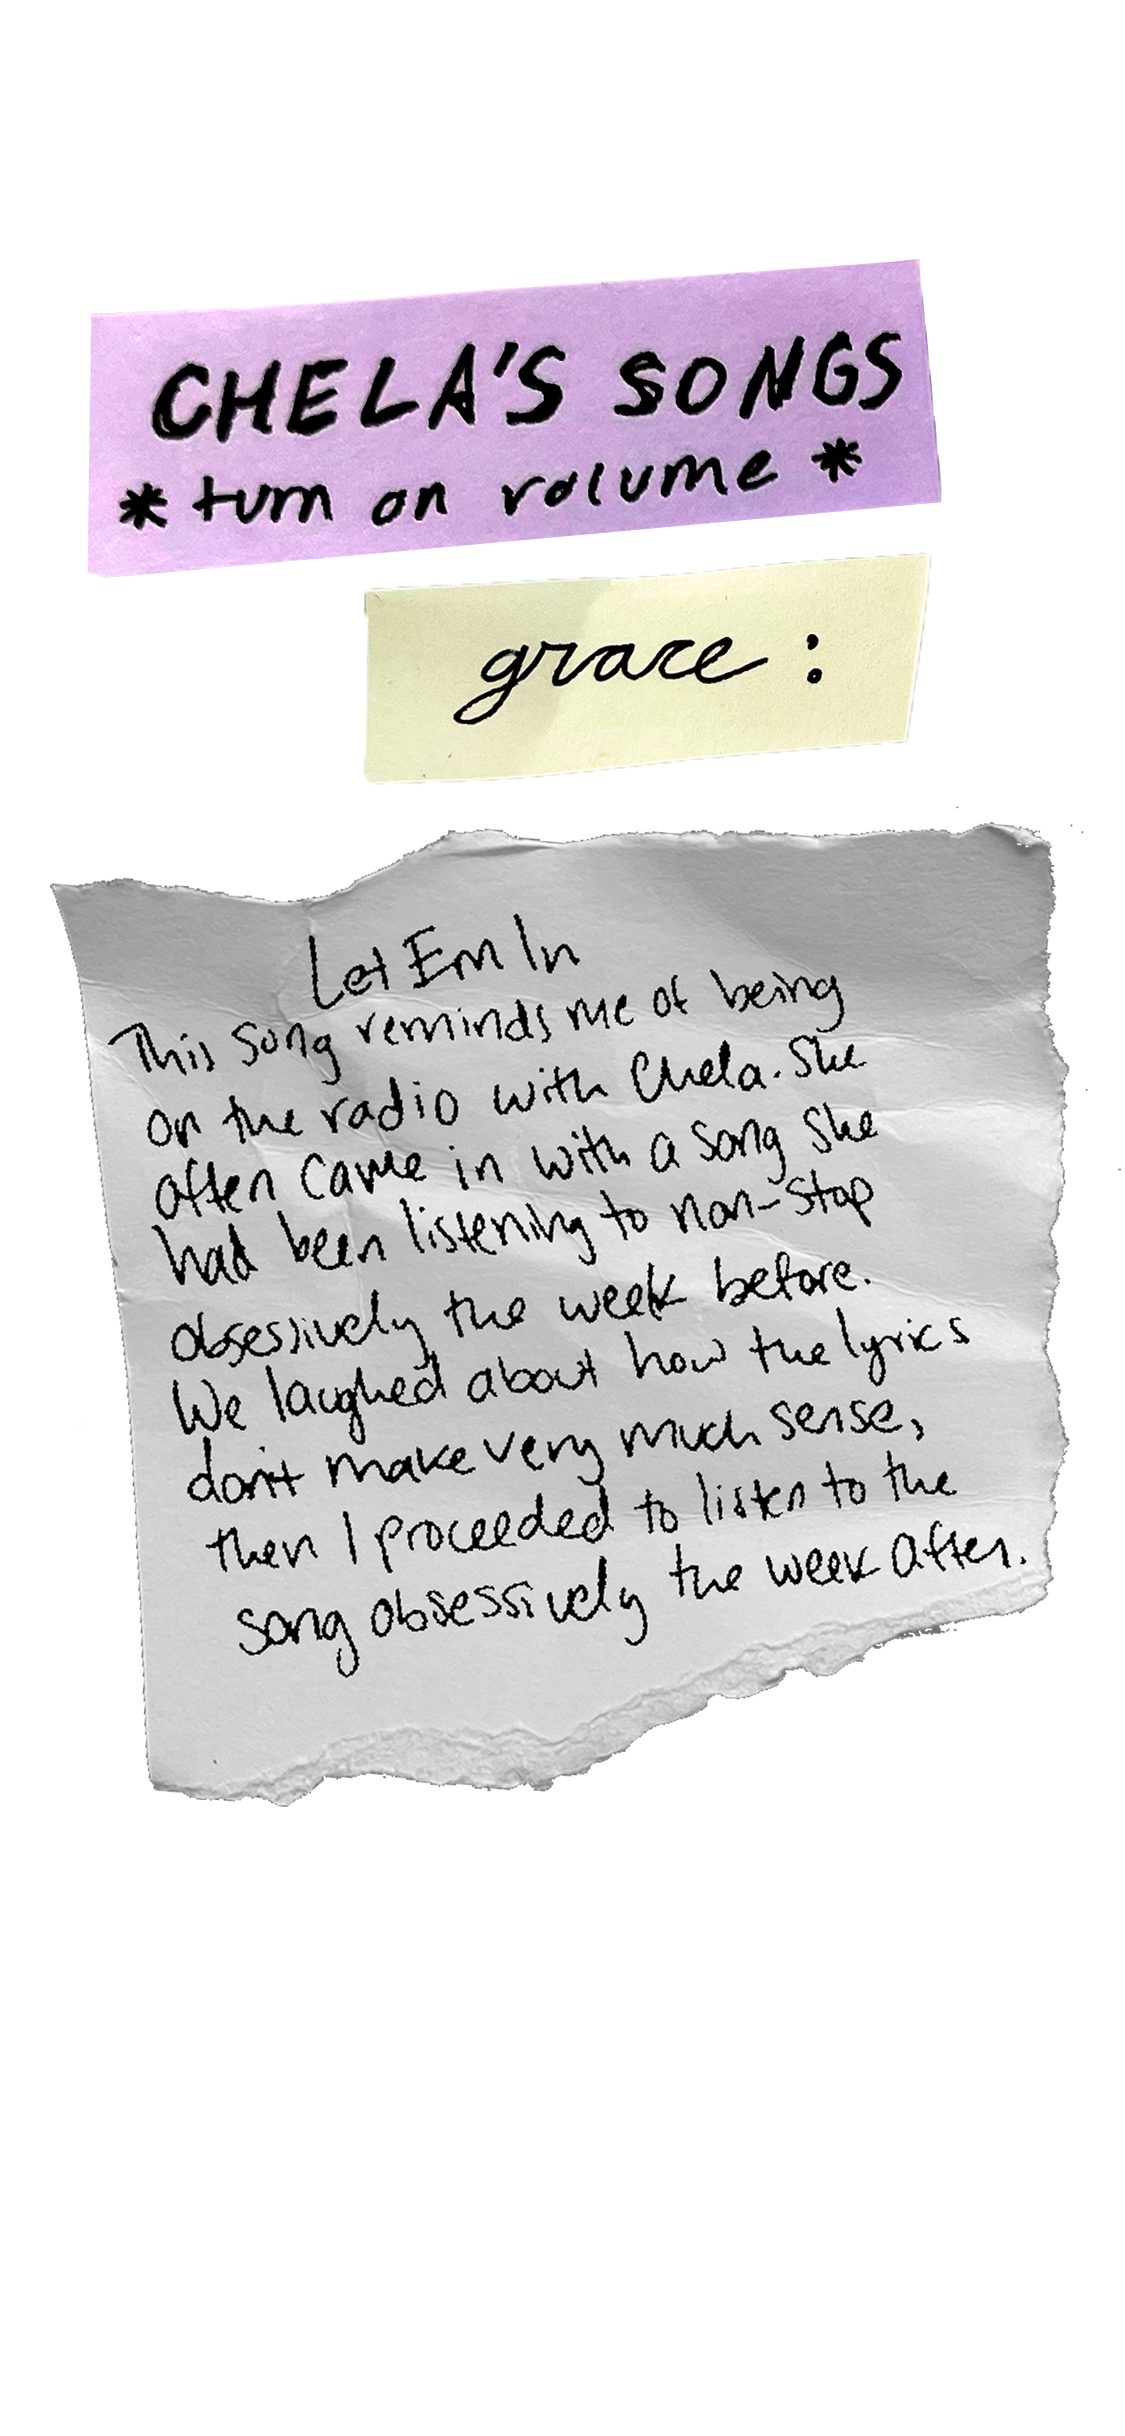 CHELA'S SONGS
* turn on volume *
grace :
Let Em In
This song reminds me of being
on the radio with Chela. She
often came in with a song she
had been listening to non-stop
obsessively the week before.
We laughed about how the lyrics
don't make very much sense,
then I proceeded to listen to the
song obsessively the week after.